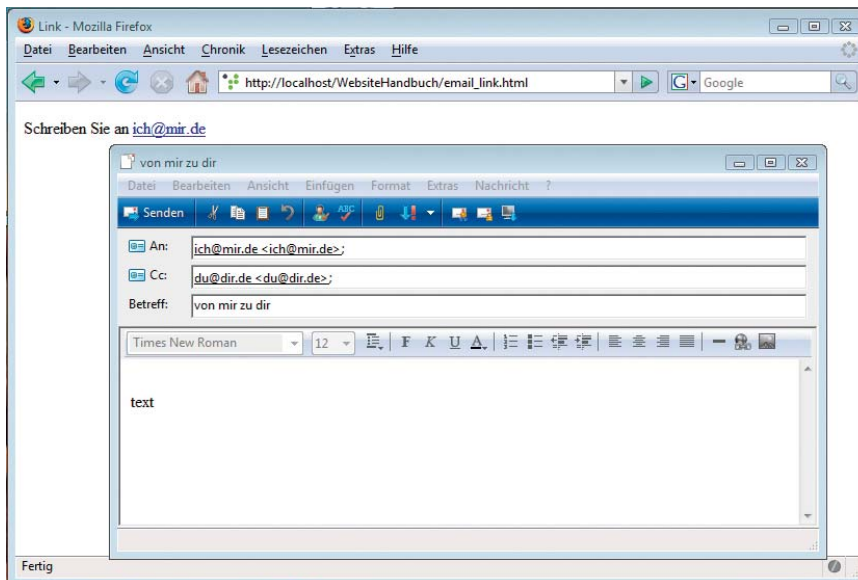 Link - Mozilla Firefox
Datei Bearbeiten Ansicht Chronik Lesezeichen Extras Hilfe
http://localhost/WebsiteHandbuch/email_link.html G Google
Schreiben Sie an ich@mir.de
von mir zu dir
Datei Bearbeiten Ansicht Einfügen Format Extras Nachricht ?
Senden ABC
An: ich@mir.de <ich@mir.de>;
Cc: du@dir.de <du@dir.de>;
Betreff: von mir zu dir
Times New Roman 12 F K U A
text
Fertig